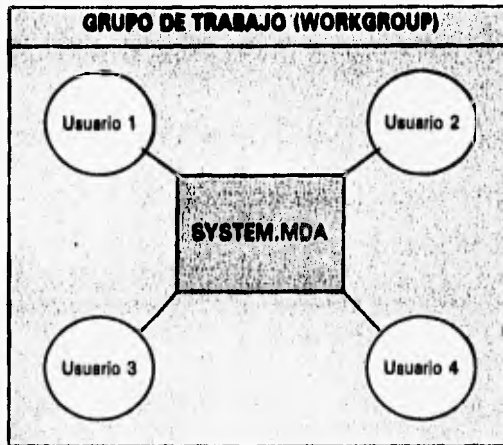 GRUPO DE TRABAJO (WORKGROUP)
Usuario 1
Usuario 2
SYSTEM.MDA
Usuario 3
Usuario 4